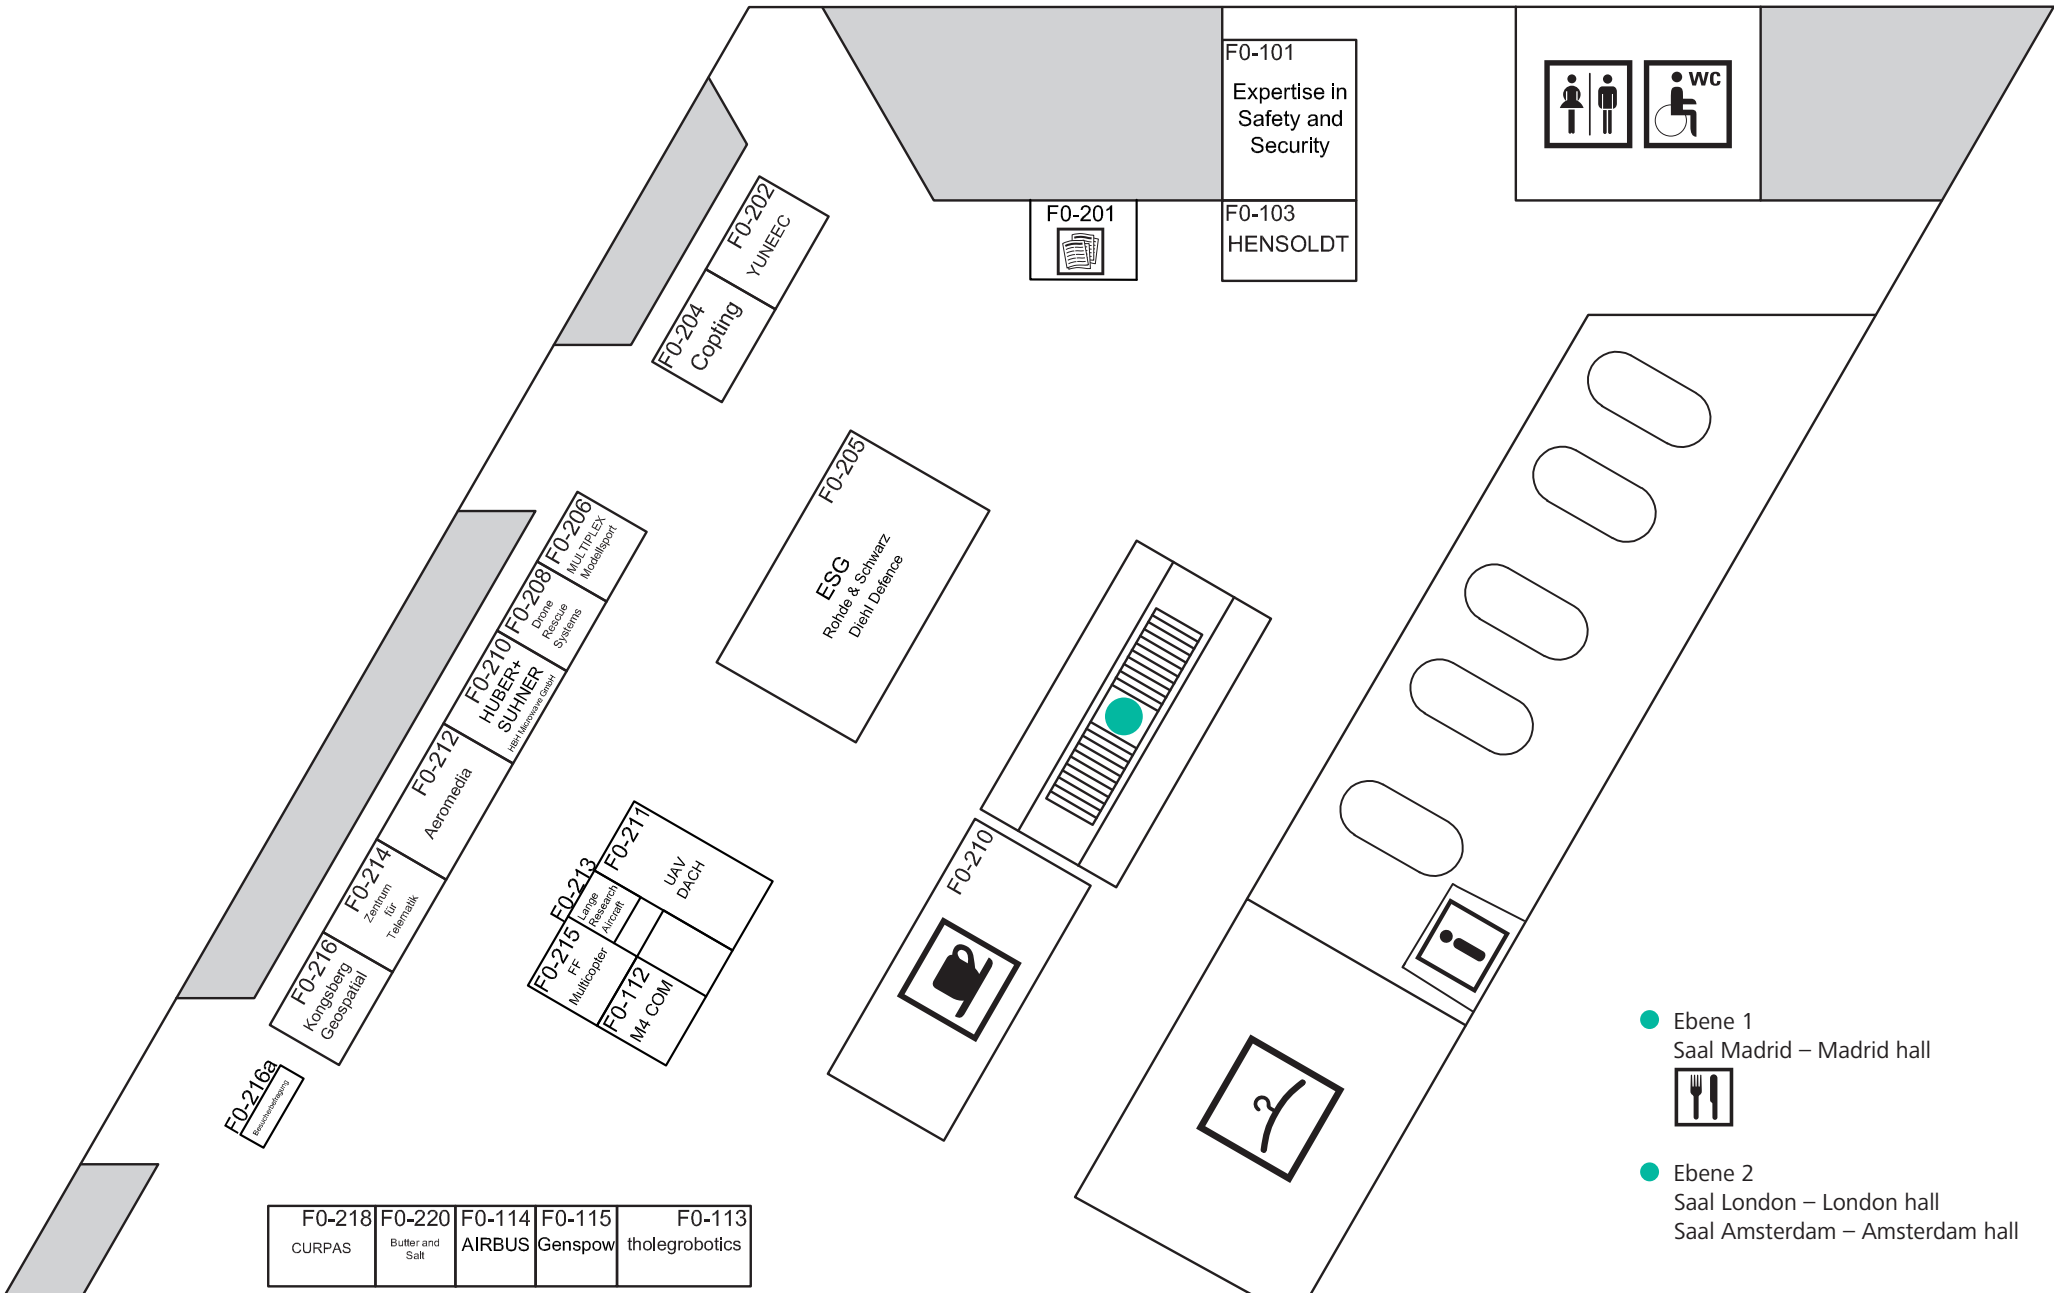 F0-101
Expertise in
Safety and
Security
WC
F0-201
F0-103
HENSOLDT
F0-202
YUNEEC
F0-204
Copting
F0-205
ESG
Rohde & Schwarz
Diehl Defence
F0-206
MULTIPLEX
Modellsport
F0-208
Drone
Rescue
Systems
F0-210
HUBER+
SUHNER
HBH Microwave GmbH
F0-212
Aeromedia
F0-214
Zentrum
für
Telematik
F0-216
Kongsberg
Geospatial
F0-216a
Besucherbefragung
F0-211
UAV
DACH
F0-213
Lange
Research
Aircraft
F0-215
FF
Multicopter
F0-112
M4 COM
F0-210
F0-218
CURPAS
F0-220
Butter and
Salt
F0-114
AIRBUS
F0-115
Genspow
F0-113
tholegrobotics
Ebene 1
Saal Madrid – Madrid hall
Ebene 2
Saal London – London hall
Saal Amsterdam – Amsterdam hall